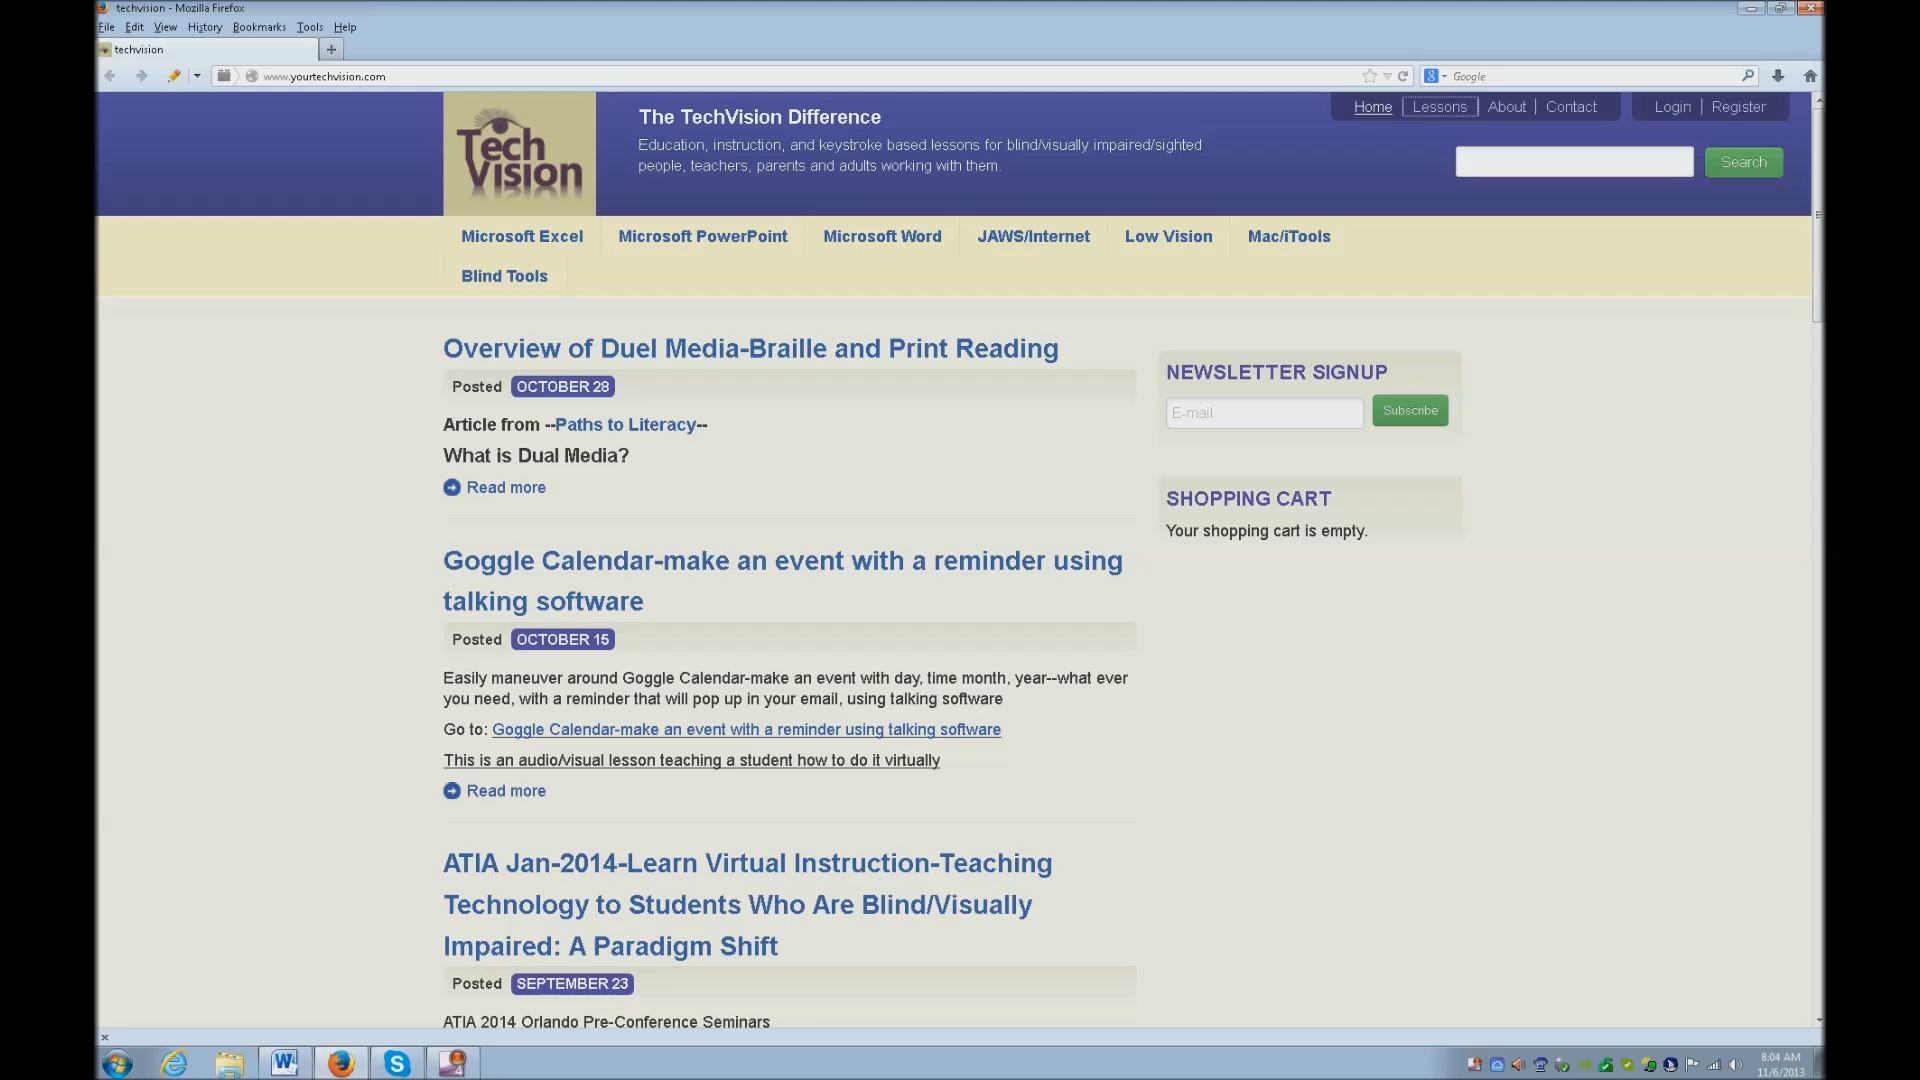 techvision - Mozilla Firefox
File Edit View History Bookmarks Tools Help
techvision
www.yourtechvision.com
Google
Tech Vision
The TechVision Difference
Education, instruction, and keystroke based lessons for blind/visually impaired/sighted
people, teachers, parents and adults working with them.
Home Lessons About Contact Login Register
Search
Microsoft Excel Microsoft PowerPoint Microsoft Word JAWS/Internet Low Vision Mac/iTools
Blind Tools
Overview of Duel Media-Braille and Print Reading
Posted OCTOBER 28
Article from --Paths to Literacy--
What is Dual Media?
Read more
NEWSLETTER SIGNUP
E-mail Subscribe
SHOPPING CART
Your shopping cart is empty.
Goggle Calendar-make an event with a reminder using
talking software
Posted OCTOBER 15
Easily maneuver around Goggle Calendar-make an event with day, time month, year--what ever
you need, with a reminder that will pop up in your email, using talking software
Go to: Goggle Calendar-make an event with a reminder using talking software
This is an audio/visual lesson teaching a student how to do it virtually
Read more
ATIA Jan-2014-Learn Virtual Instruction-Teaching
Technology to Students Who Are Blind/Visually
Impaired: A Paradigm Shift
Posted SEPTEMBER 23
ATIA 2014 Orlando Pre-Conference Seminars
8:04 AM
11/6/2013